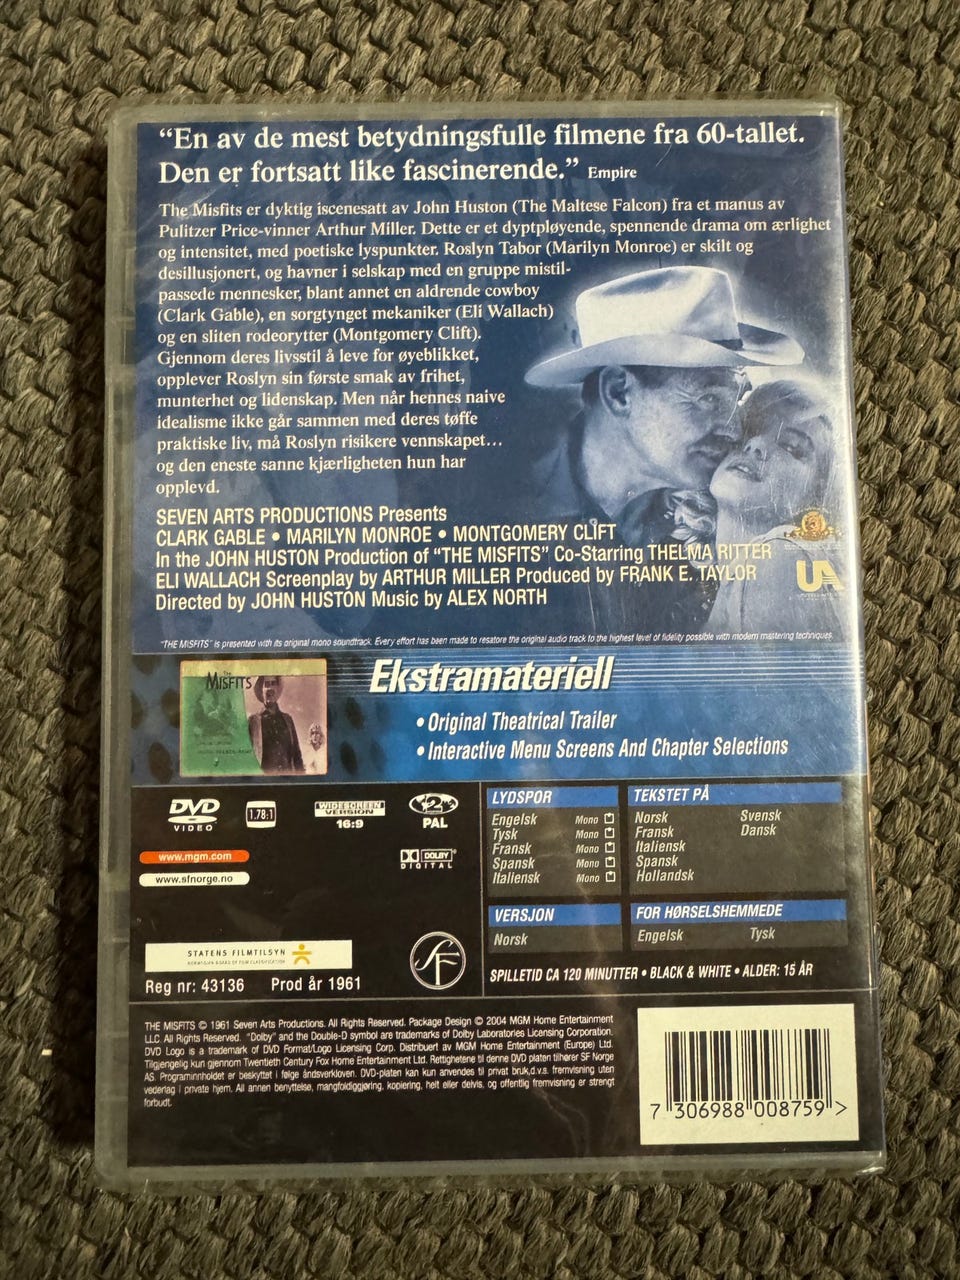 “En av de mest betydningsfulle filmene fra 60-tallet.
Den er fortsatt like fascinerende.” Empire
The Misfits er dyktig iscenesatt av John Huston (The Maltese Falcon) fra et manus av
Pulitzer Price-vinner Arthur Miller. Dette er et dyptpløyende, spennende drama om ærlighet
og intensitet, med poetiske lyspunkter. Roslyn Tabor (Marilyn Monroe) er skilt og
desillusjonert, og havner i selskap med en gruppe mistil-
passede mennesker, blant annet en aldrende cowboy
(Clark Gable), en sorgtynget mekaniker (Eli Wallach)
og en sliten rodeorytter (Montgomery Clift).
Gjennom deres livsstil å leve for øyeblikket,
opplever Roslyn sin første smak av frihet,
munterhet og lidenskap. Men når hennes naive
idealisme ikke går sammen med deres tøffe
praktiske liv, må Roslyn risikere vennskapet...
og den eneste sanne kjærligheten hun har
opplevd.
SEVEN ARTS PRODUCTIONS Presents
CLARK GABLE • MARILYN MONROE • MONTGOMERY CLIFT
In the JOHN HUSTON Production of “THE MISFITS” Co-Starring THELMA RITTER
ELI WALLACH Screenplay by ARTHUR MILLER Produced by FRANK E. TAYLOR
Directed by JOHN HUSTON Music by ALEX NORTH
UA
"THE MISFITS" is presented with its original mono soundtrack. Every effort has been made to resatore the original audio track to the highest level of fidelity possible with modern mastering techniques.
The
MISFITS
Ekstramateriell
• Original Theatrical Trailer
• Interactive Menu Screens And Chapter Selections
DVD
VIDEO
1.78:1
WIDESCREEN
VERSION
16:9
2
PAL
www.mgm.com
www.sfnorge.no
DOLBY
DIGITAL
LYDSPOR
Engelsk Mono
Tysk Mono
Fransk Mono
Spansk Mono
Italiensk Mono
TEKSTET PÅ
Norsk Svensk
Fransk Dansk
Italiensk
Spansk
Hollandsk
VERSJON
Norsk
FOR HØRSELSHEMMEDE
Engelsk Tysk
STATENS FILMTILSYN
NORWEGIAN BOARD OF FILM CLASSIFICATION
Reg nr: 43136 Prod år 1961
SF
SPILLETID CA 120 MINUTTER • BLACK & WHITE • ALDER: 15 ÅR
THE MISFITS © 1961 Seven Arts Productions. All Rights Reserved. Package Design © 2004 MGM Home Entertainment
LLC. All Rights Reserved. "Dolby" and the Double-D symbol are trademarks of Dolby Laboratories Licensing Corporation.
DVD Logo is a trademark of DVD Format/Logo Licensing Corp. Distribuert av MGM Home Entertainment (Europe) Ltd.
Tilgjengelig kun gjennom Twentieth Century Fox Home Entertainment Ltd. Rettighetene til denne DVD platen tilhører SF Norge
AS. Programinnholdet er beskyttet i følge åndsverkloven. DVD-platen kan kun anvendes til privat bruk,d.v.s. fremvisning uten
vederlag i private hjem. All annen benyttelse, mangfoldiggjøring, kopiering, helt eller delvis, og offentlig fremvisning er strengt
forbudt.
7 306988 008759 >